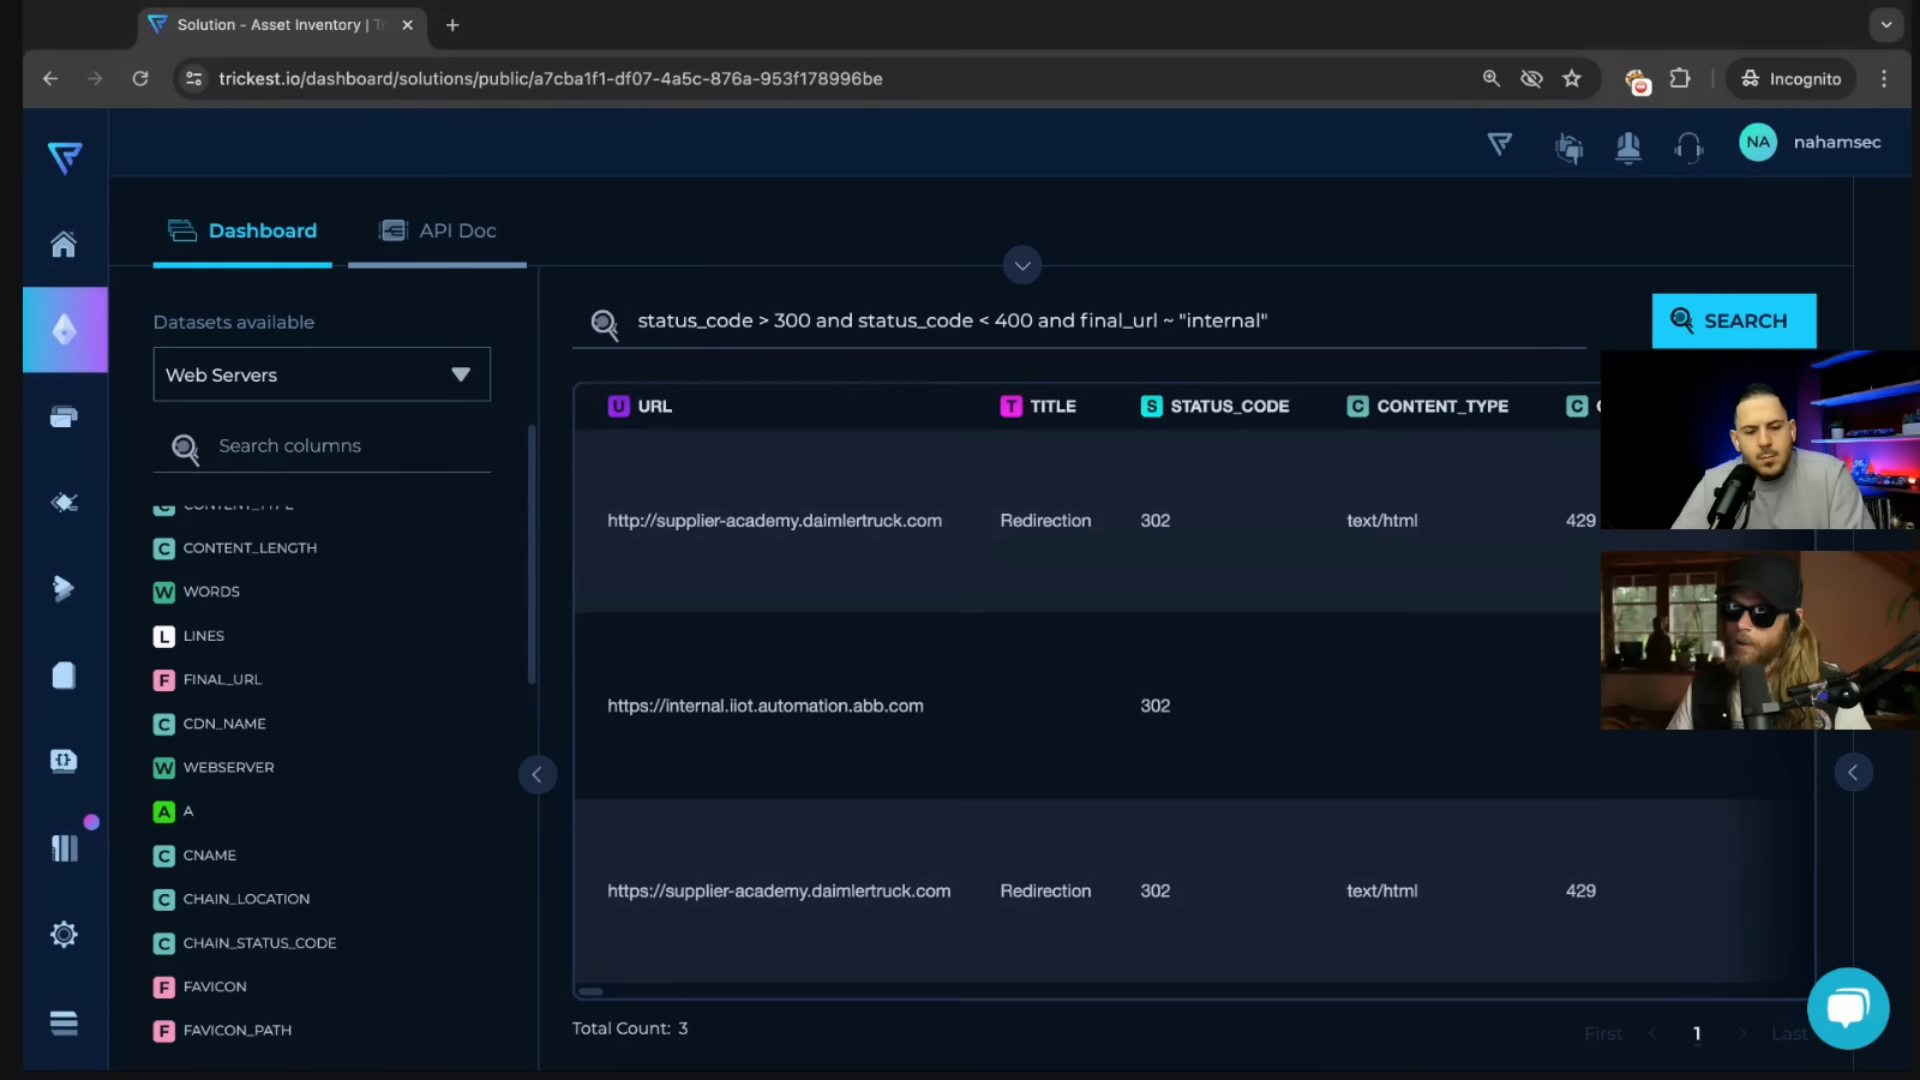 Solution - Asset Inventory | Tr
trickest.io/dashboard/solutions/public/a7cba1f1-df07-4a5c-876a-953f178996be
Incognito
NA
nahamsec
Dashboard
API Doc
Datasets available
Web Servers
Search columns
CONTENT_TYPE
C CONTENT_LENGTH
W WORDS
L LINES
F FINAL_URL
C CDN_NAME
W WEBSERVER
A A
C CNAME
C CHAIN_LOCATION
C CHAIN_STATUS_CODE
F FAVICON
F FAVICON_PATH
status_code > 300 and status_code < 400 and final_url ~ "internal"
SEARCH
U URL T TITLE S STATUS_CODE C CONTENT_TYPE C
http://supplier-academy.daimlertruck.com Redirection 302 text/html 429
https://internal.iiot.automation.abb.com 302
https://supplier-academy.daimlertruck.com Redirection 302 text/html 429
Total Count: 3
First 1 Last